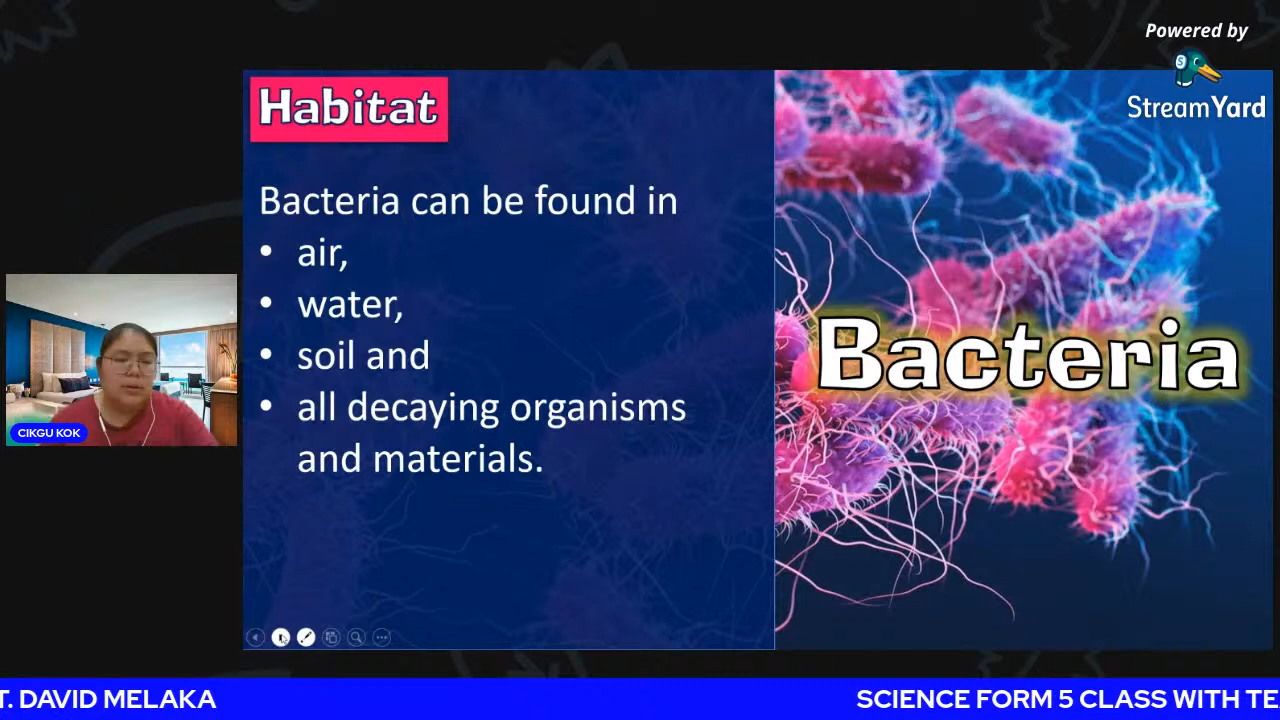 Powered by
StreamYard
Habitat
Bacteria can be found in
• air,
• water,
• soil and
• all decaying organisms
and materials.
Bacteria
CIKGU KOK
T. DAVID MELAKA
SCIENCE FORM 5 CLASS WITH TE